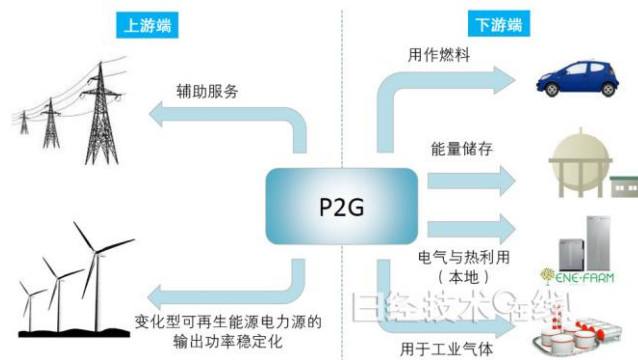 上游端
下游端
用作燃料
辅助服务
能量储存
P2G
电气与热利用
（本地）
ENE-FARM
变化型可再生能源电力源的
输出功率稳定化
日经技术在线!
用于工业气体